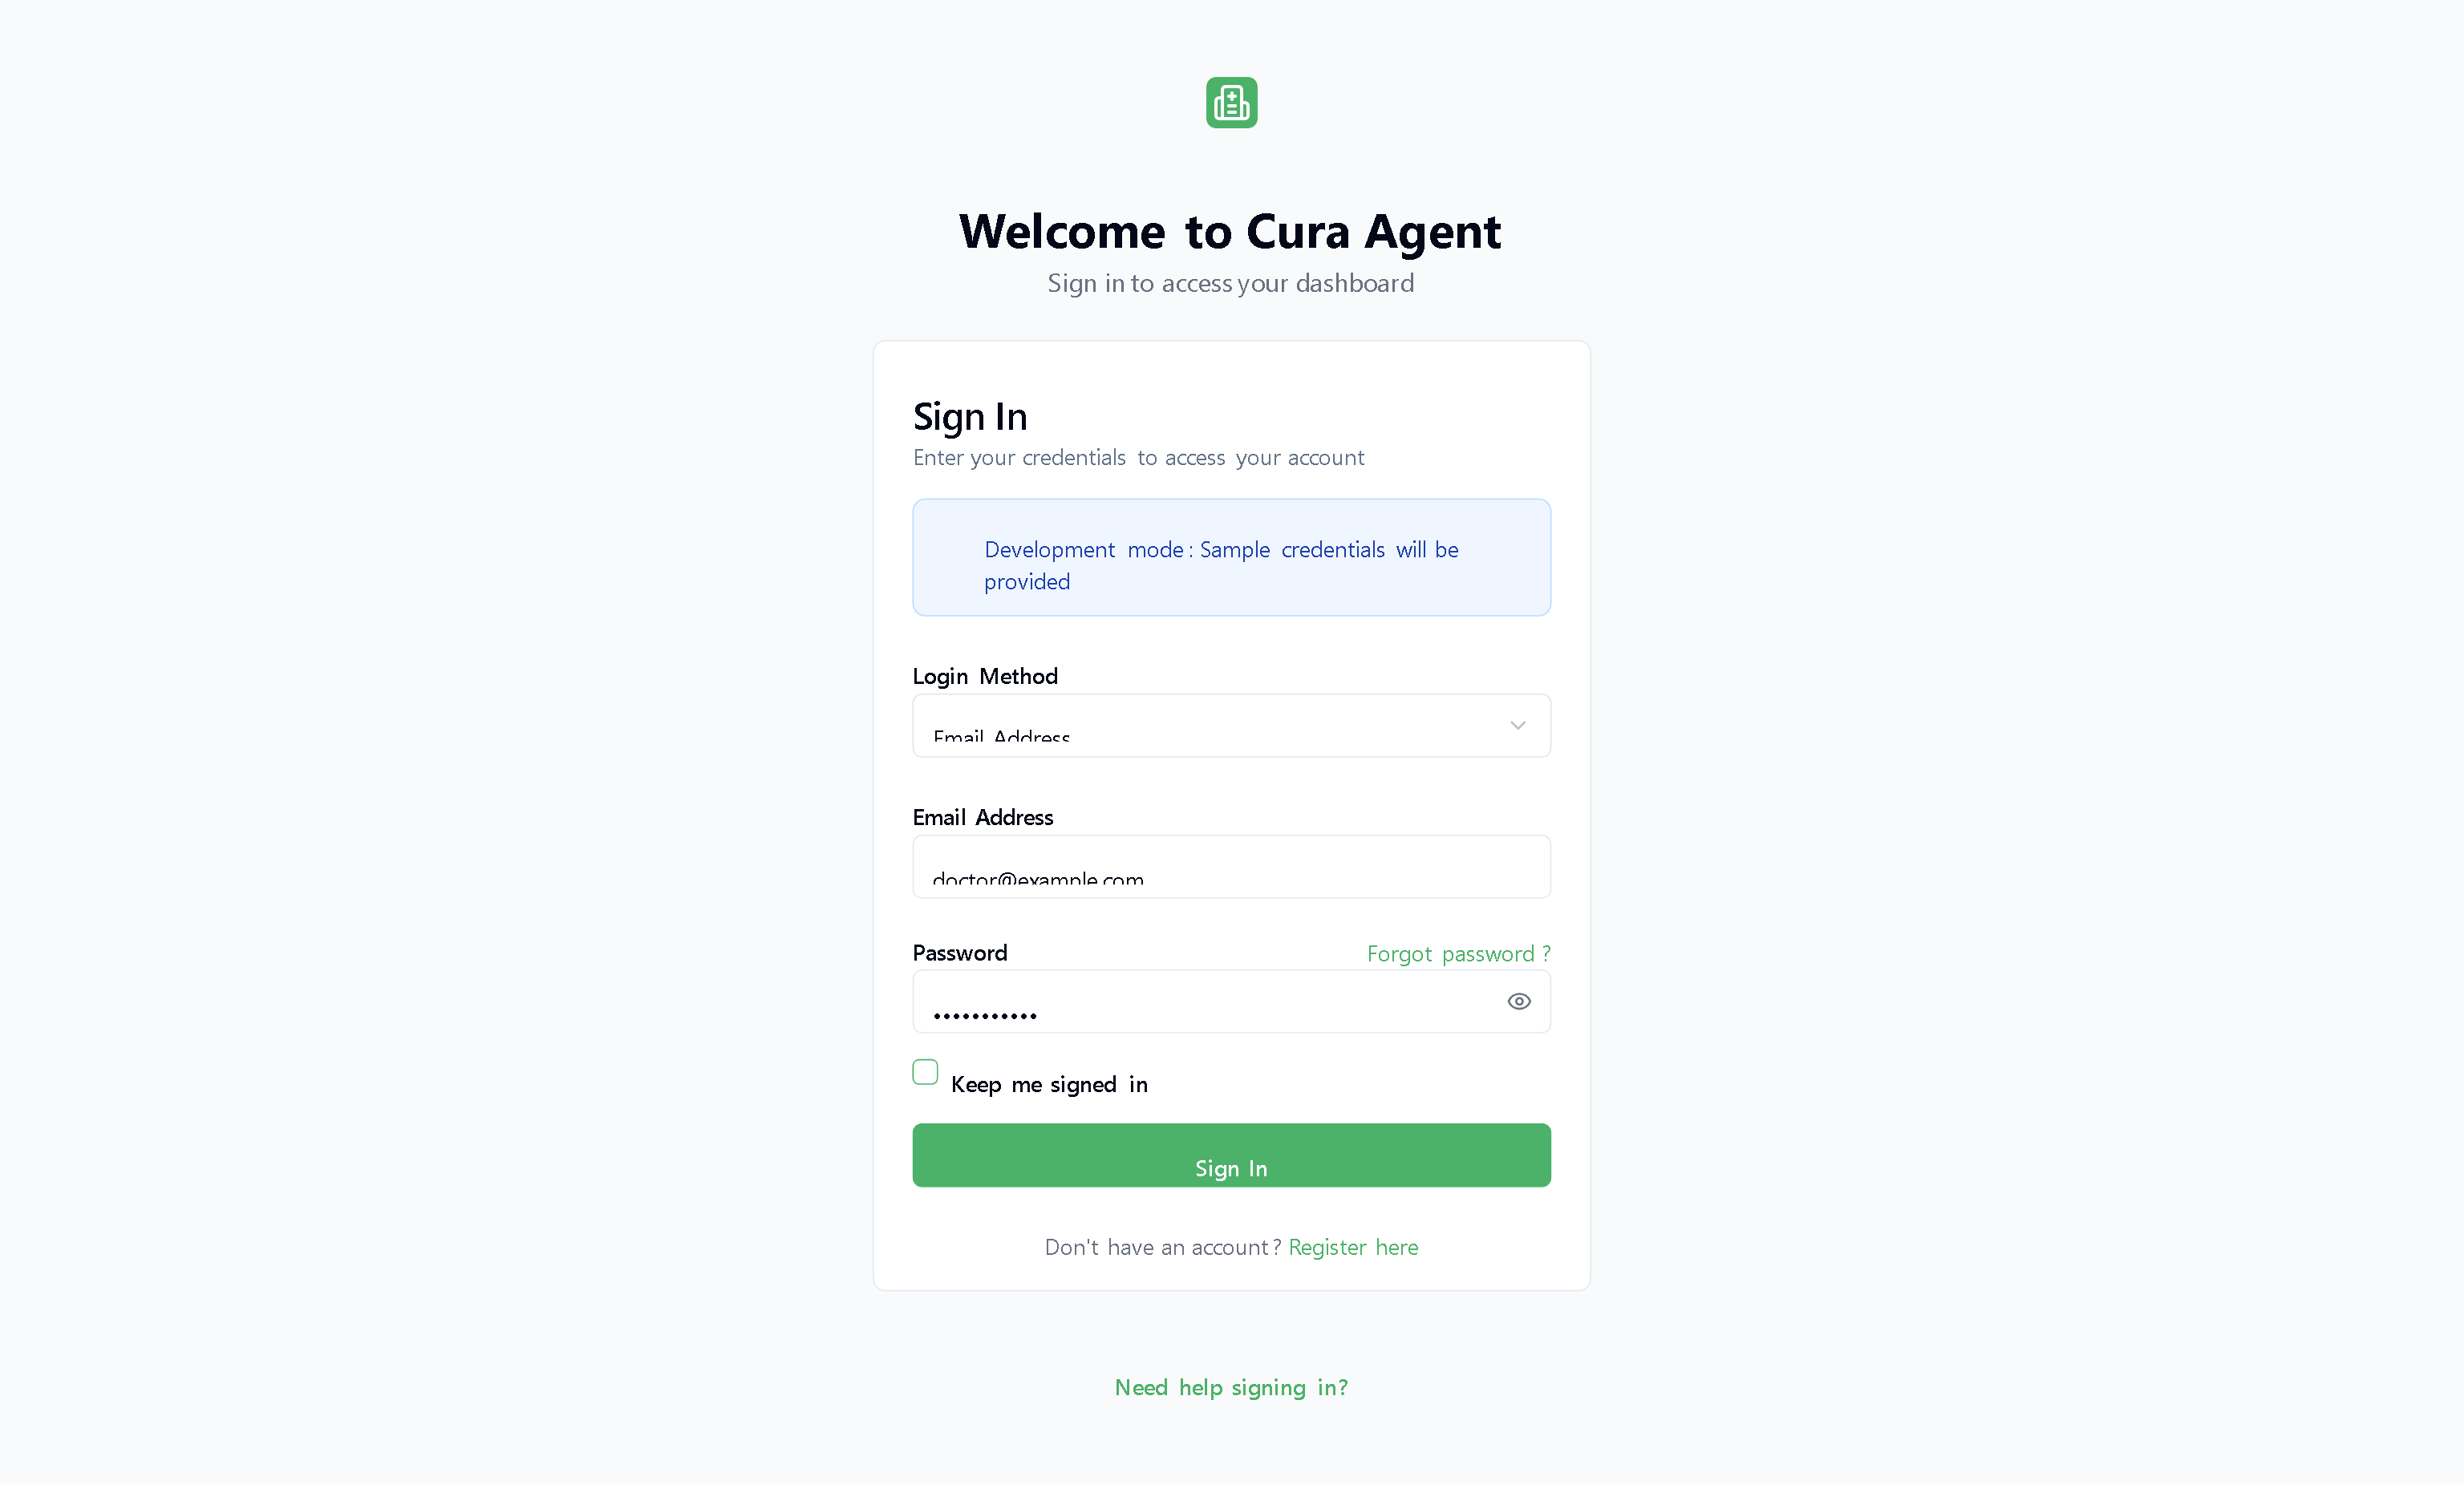 Welcome to Cura Agent
Sign in to access your dashboard
Sign In
Enter your credentials to access your account
Development mode: Sample credentials will be
provided
Login Method
Email Address
Email Address
doctor@example.com
Password
Forgot password?
•••••••••••
Keep me signed in
Sign In
Don't have an account? Register here
Need help signing in?